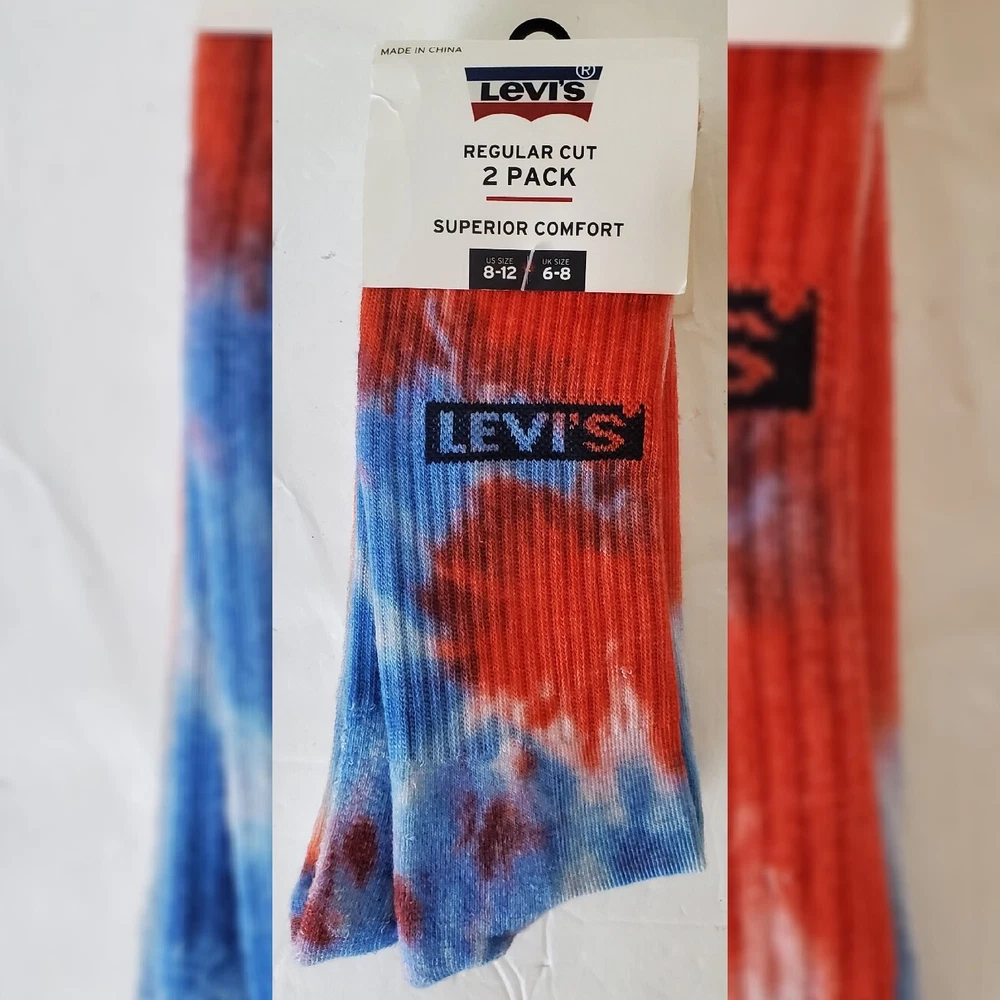 MADE IN CHINA
LEVI'S ®
REGULAR CUT
2 PACK
SUPERIOR COMFORT
US SIZE UK SIZE
8-12 6-8
LEVI'S
S